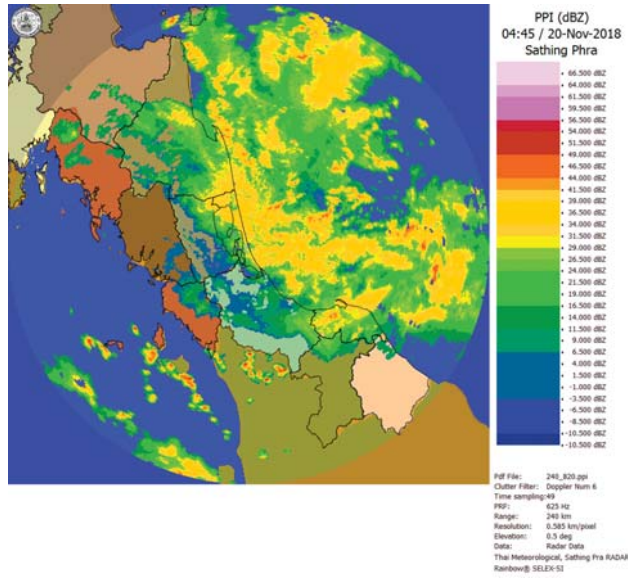 PPI (dBZ)
04:45 / 20-Nov-2018
Sathing Phra
66.500 dBZ
64.000 dBZ
61.500 dBZ
59.500 dBZ
56.500 dBZ
54.000 dBZ
51.500 dBZ
49.000 dBZ
46.500 dBZ
44.000 dBZ
41.500 dBZ
39.000 dBZ
36.500 dBZ
34.000 dBZ
31.500 dBZ
29.000 dBZ
26.500 dBZ
24.000 dBZ
21.500 dBZ
19.000 dBZ
16.500 dBZ
14.000 dBZ
11.500 dBZ
9.000 dBZ
6.500 dBZ
4.000 dBZ
1.500 dBZ
-1.000 dBZ
-3.500 dBZ
-6.500 dBZ
-8.500 dBZ
-10.500 dBZ
-10.500 dBZ
Pdf File: 240_820.ppi
Clutter Filter: Doppler Num 6
Time sampling:49
PRF: 625 Hz
Range: 240 km
Resolution: 0.585 km/pixel
Elevation: 0.5 deg
Data: Radar Data
Thai Meteorological, Sathing Pra RADAR
Rainbow® SELEX-SI